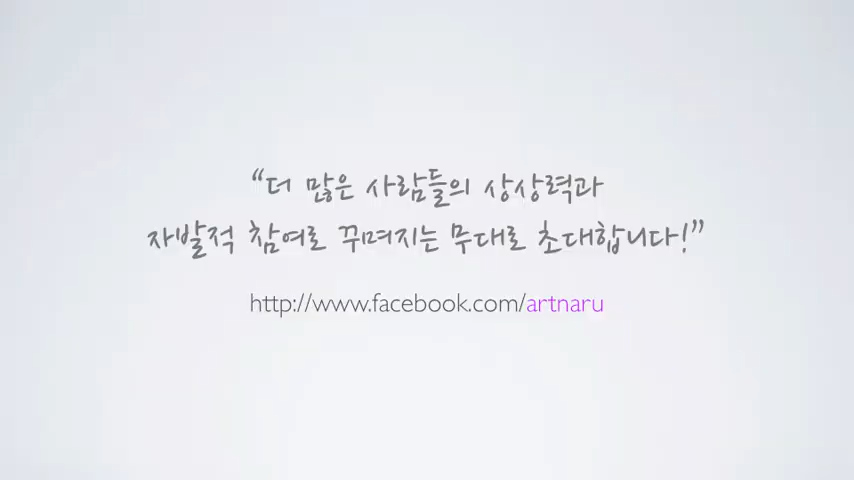 “더 많은 사람들의 상상력과
자발적 참여로 꾸며지는 무대로 초대합니다!”
http://www.facebook.com/artnaru